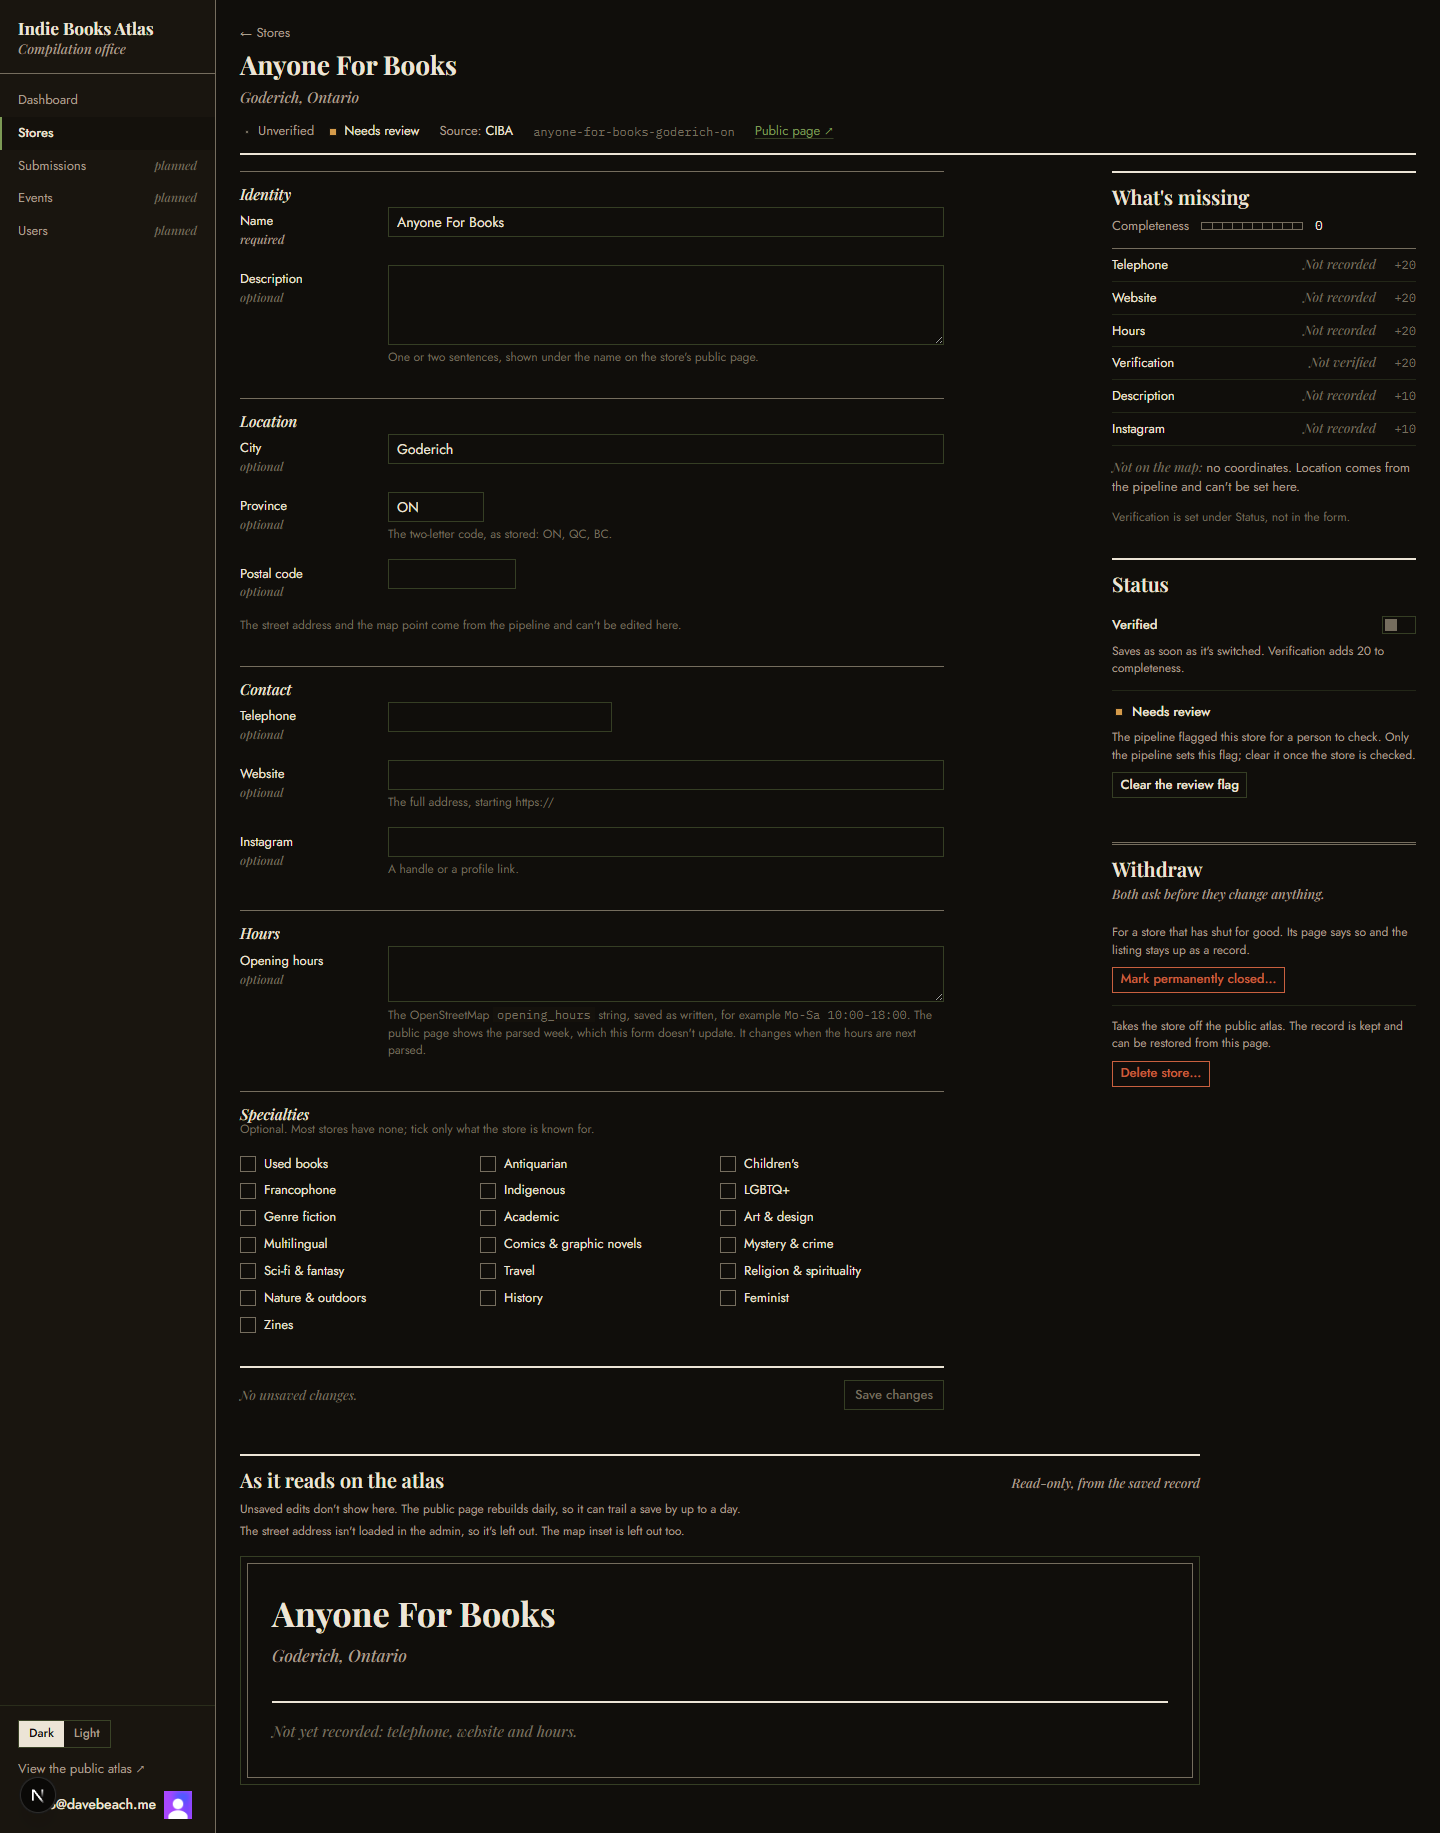 Indie Books Atlas
Compilation office
Dashboard
Stores
Submissions planned
Events planned
Users planned
← Stores
Anyone For Books
Goderich, Ontario
· Unverified ■ Needs review Source: CIBA anyone-for-books-goderich-on Public page ↗
Identity
Name
required
Anyone For Books
Description
optional
One or two sentences, shown under the name on the store's public page.
Location
City
optional
Goderich
Province
optional
ON
The two-letter code, as stored: ON, QC, BC.
Postal code
optional
The street address and the map point come from the pipeline and can't be edited here.
Contact
Telephone
optional
Website
optional
The full address, starting https://
Instagram
optional
A handle or a profile link.
Hours
Opening hours
optional
The OpenStreetMap opening_hours string, saved as written, for example Mo-Sa 10:00-18:00. The
public page shows the parsed week, which this form doesn't update. It changes when the hours are next
parsed.
Specialties
Optional. Most stores have none; tick only what the store is known for.
Used books Antiquarian Children's
Francophone Indigenous LGBTQ+
Genre fiction Academic Art & design
Multilingual Comics & graphic novels Mystery & crime
Sci-fi & fantasy Travel Religion & spirituality
Nature & outdoors History Feminist
Zines
No unsaved changes. Save changes
What's missing
Completeness 0
Telephone Not recorded +20
Website Not recorded +20
Hours Not recorded +20
Verification Not verified +20
Description Not recorded +10
Instagram Not recorded +10
Not on the map: no coordinates. Location comes from
the pipeline and can't be set here.
Verification is set under Status, not in the form.
Status
Verified
Saves as soon as it's switched. Verification adds 20 to
completeness.
■ Needs review
The pipeline flagged this store for a person to check. Only
the pipeline sets this flag; clear it once the store is checked.
Clear the review flag
Withdraw
Both ask before they change anything.
For a store that has shut for good. Its page says so and the
listing stays up as a record.
Mark permanently closed...
Takes the store off the public atlas. The record is kept and
can be restored from this page.
Delete store...
As it reads on the atlas Read-only, from the saved record
Unsaved edits don't show here. The public page rebuilds daily, so it can trail a save by up to a day.
The street address isn't loaded in the admin, so it's left out. The map inset is left out too.
Anyone For Books
Goderich, Ontario
Not yet recorded: telephone, website and hours.
Dark Light
View the public atlas ↗
N
@davebeach.me